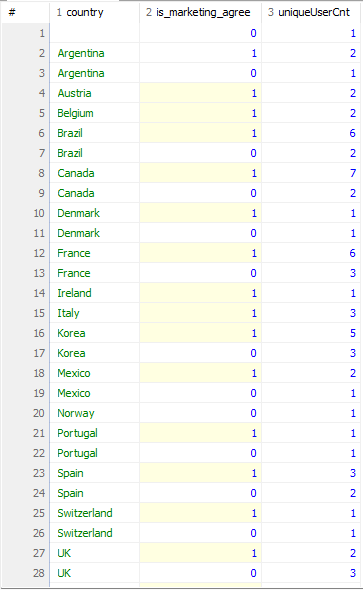 # 1 country 2 is_marketing_agree 3 uniqueUserCnt
1 0 1
2 Argentina 1 2
3 Argentina 0 1
4 Austria 1 2
5 Belgium 1 2
6 Brazil 1 6
7 Brazil 0 2
8 Canada 1 7
9 Canada 0 2
10 Denmark 1 1
11 Denmark 0 1
12 France 1 6
13 France 0 3
14 Ireland 1 1
15 Italy 1 3
16 Korea 1 5
17 Korea 0 3
18 Mexico 1 2
19 Mexico 0 1
20 Norway 0 1
21 Portugal 1 1
22 Portugal 0 1
23 Spain 1 3
24 Spain 0 2
25 Switzerland 1 1
26 Switzerland 0 1
27 UK 1 2
28 UK 0 3